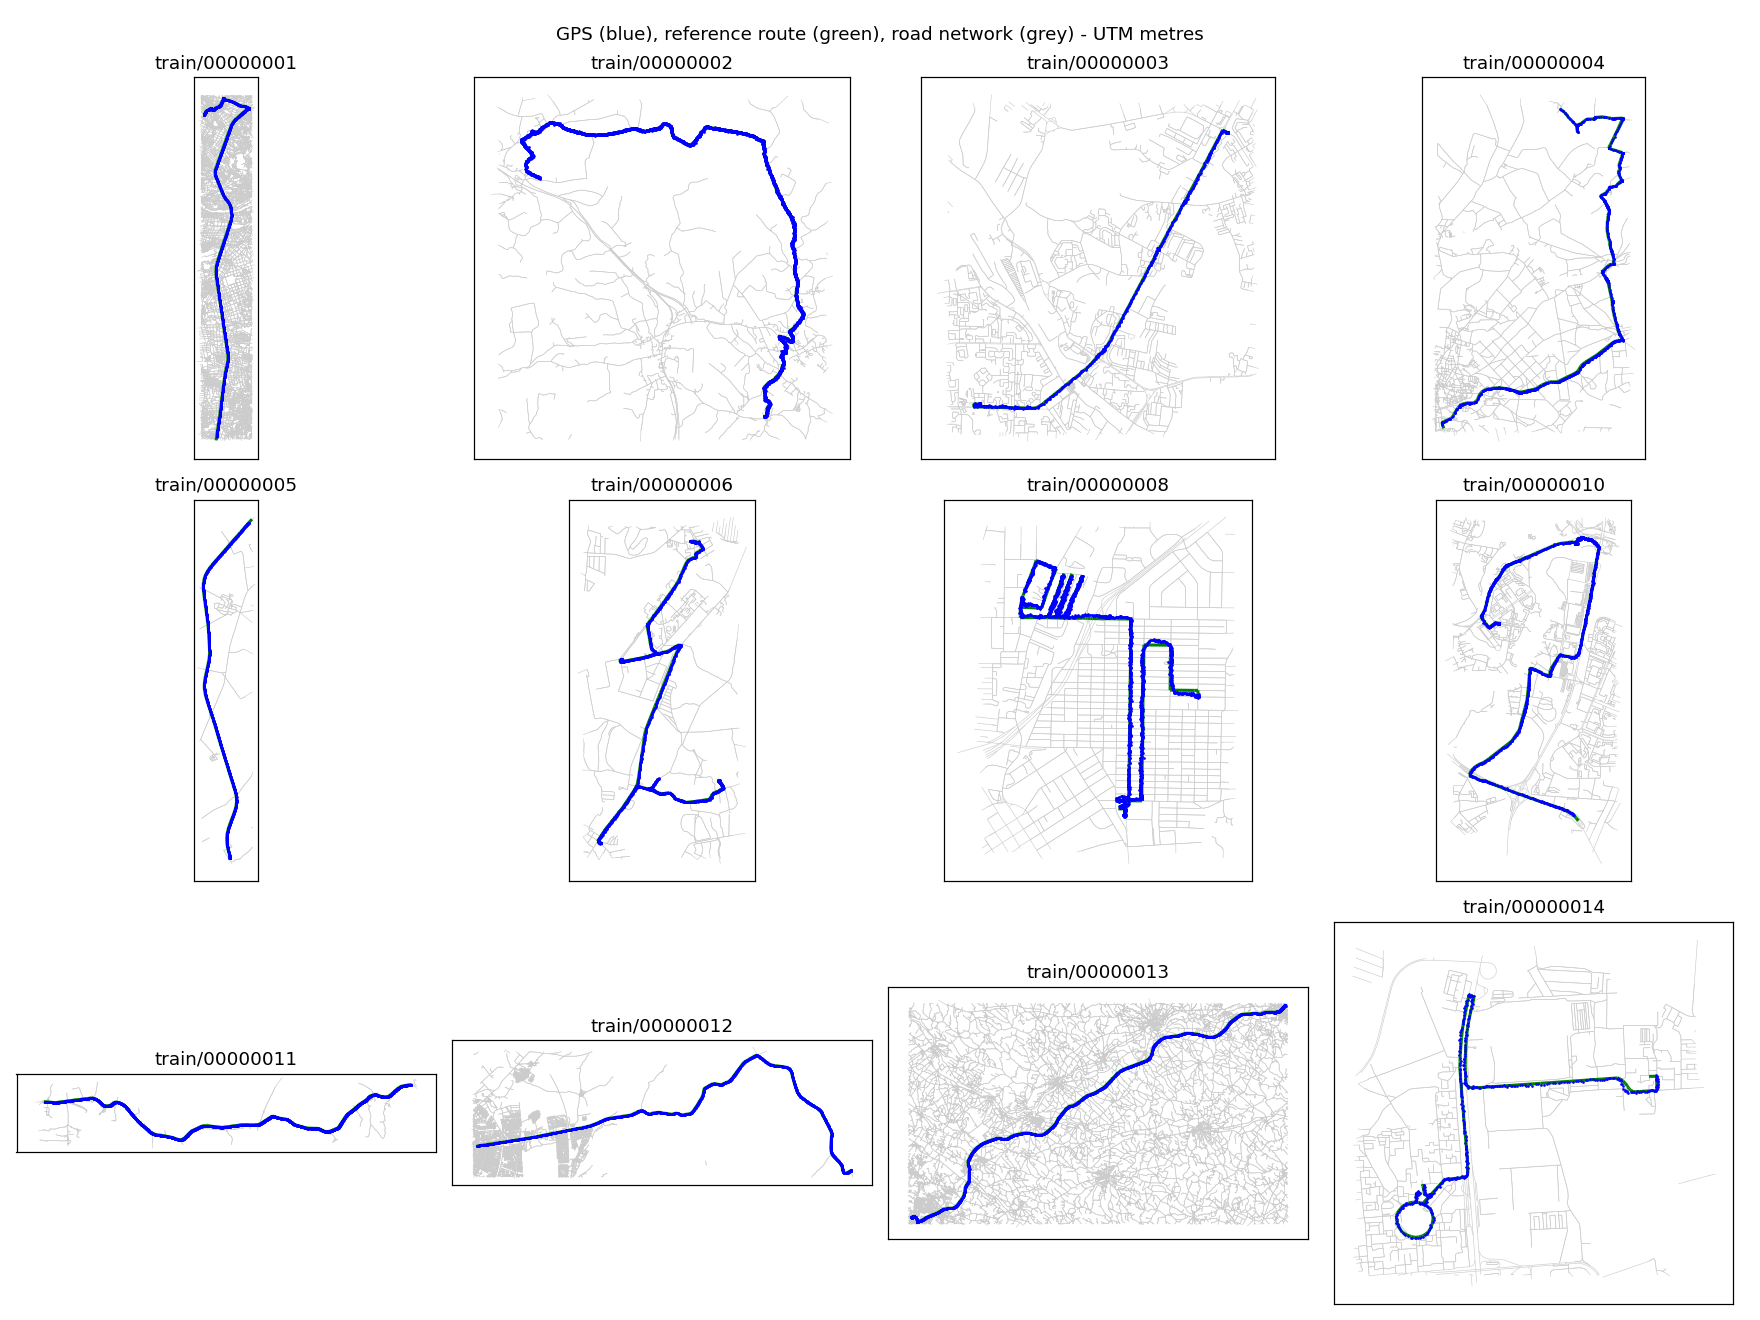 GPS (blue), reference route (green), road network (grey) - UTM metres
train/00000001
train/00000002
train/00000003
train/00000004
train/00000005
train/00000006
train/00000008
train/00000010
train/00000011
train/00000012
train/00000013
train/00000014